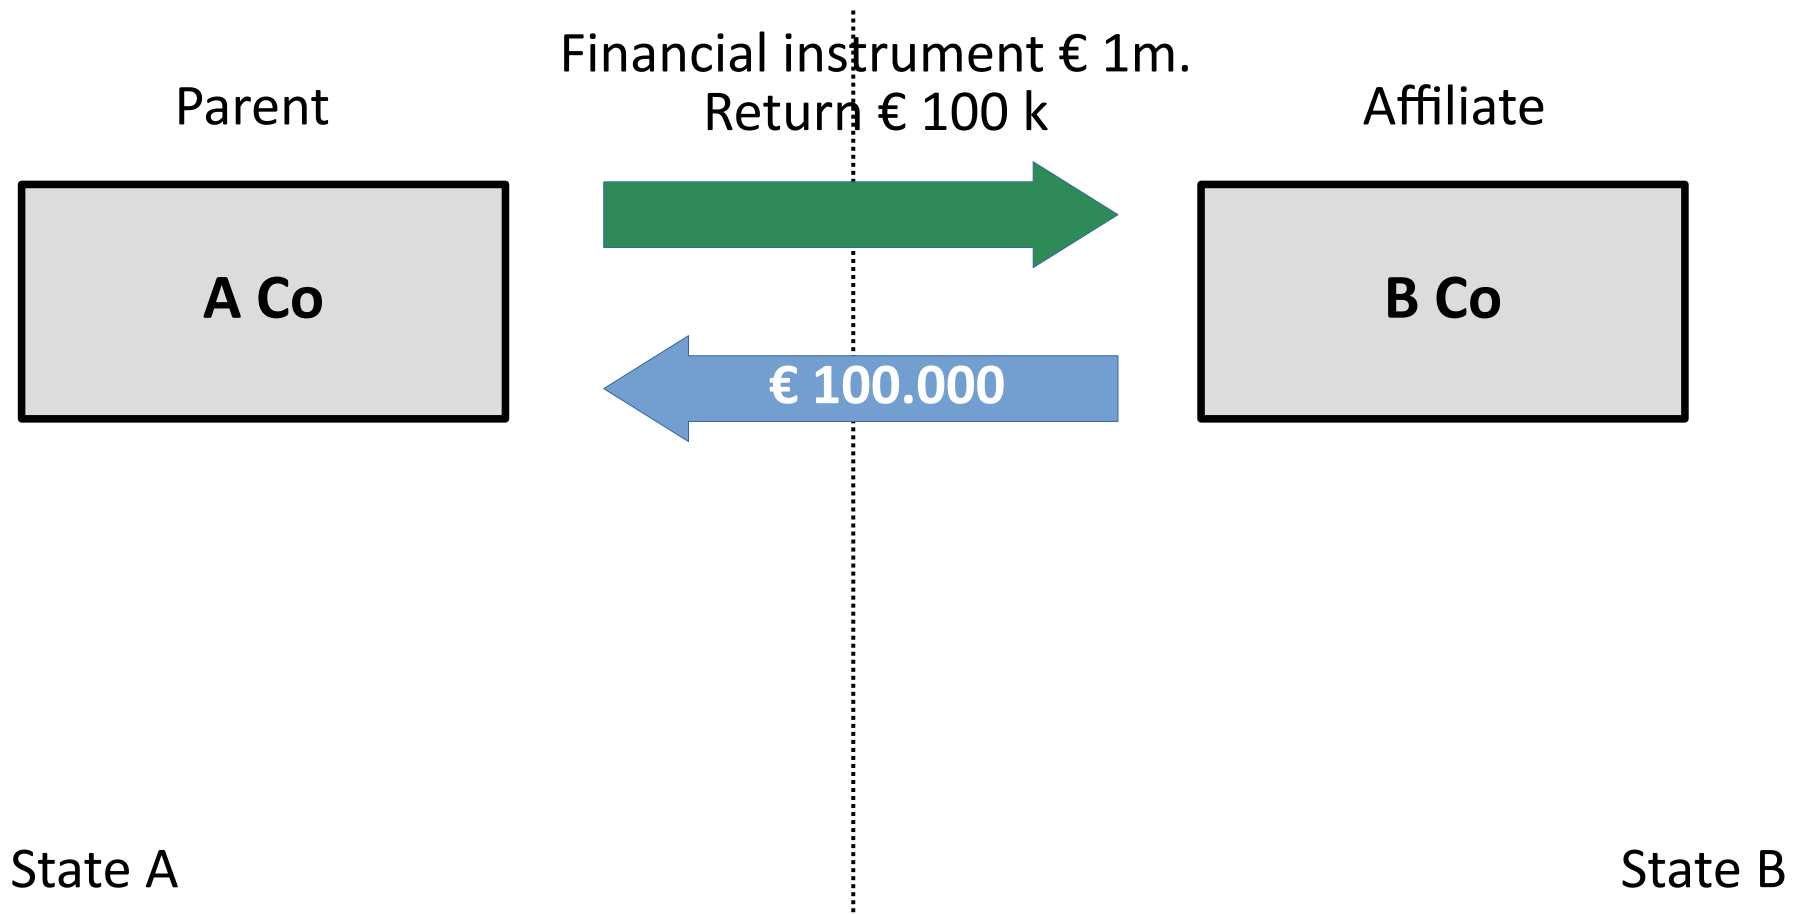 Financial instrument € 1m.
Return € 100 k
Parent
Affiliate
A Co
B Co
€ 100.000
State A
State B